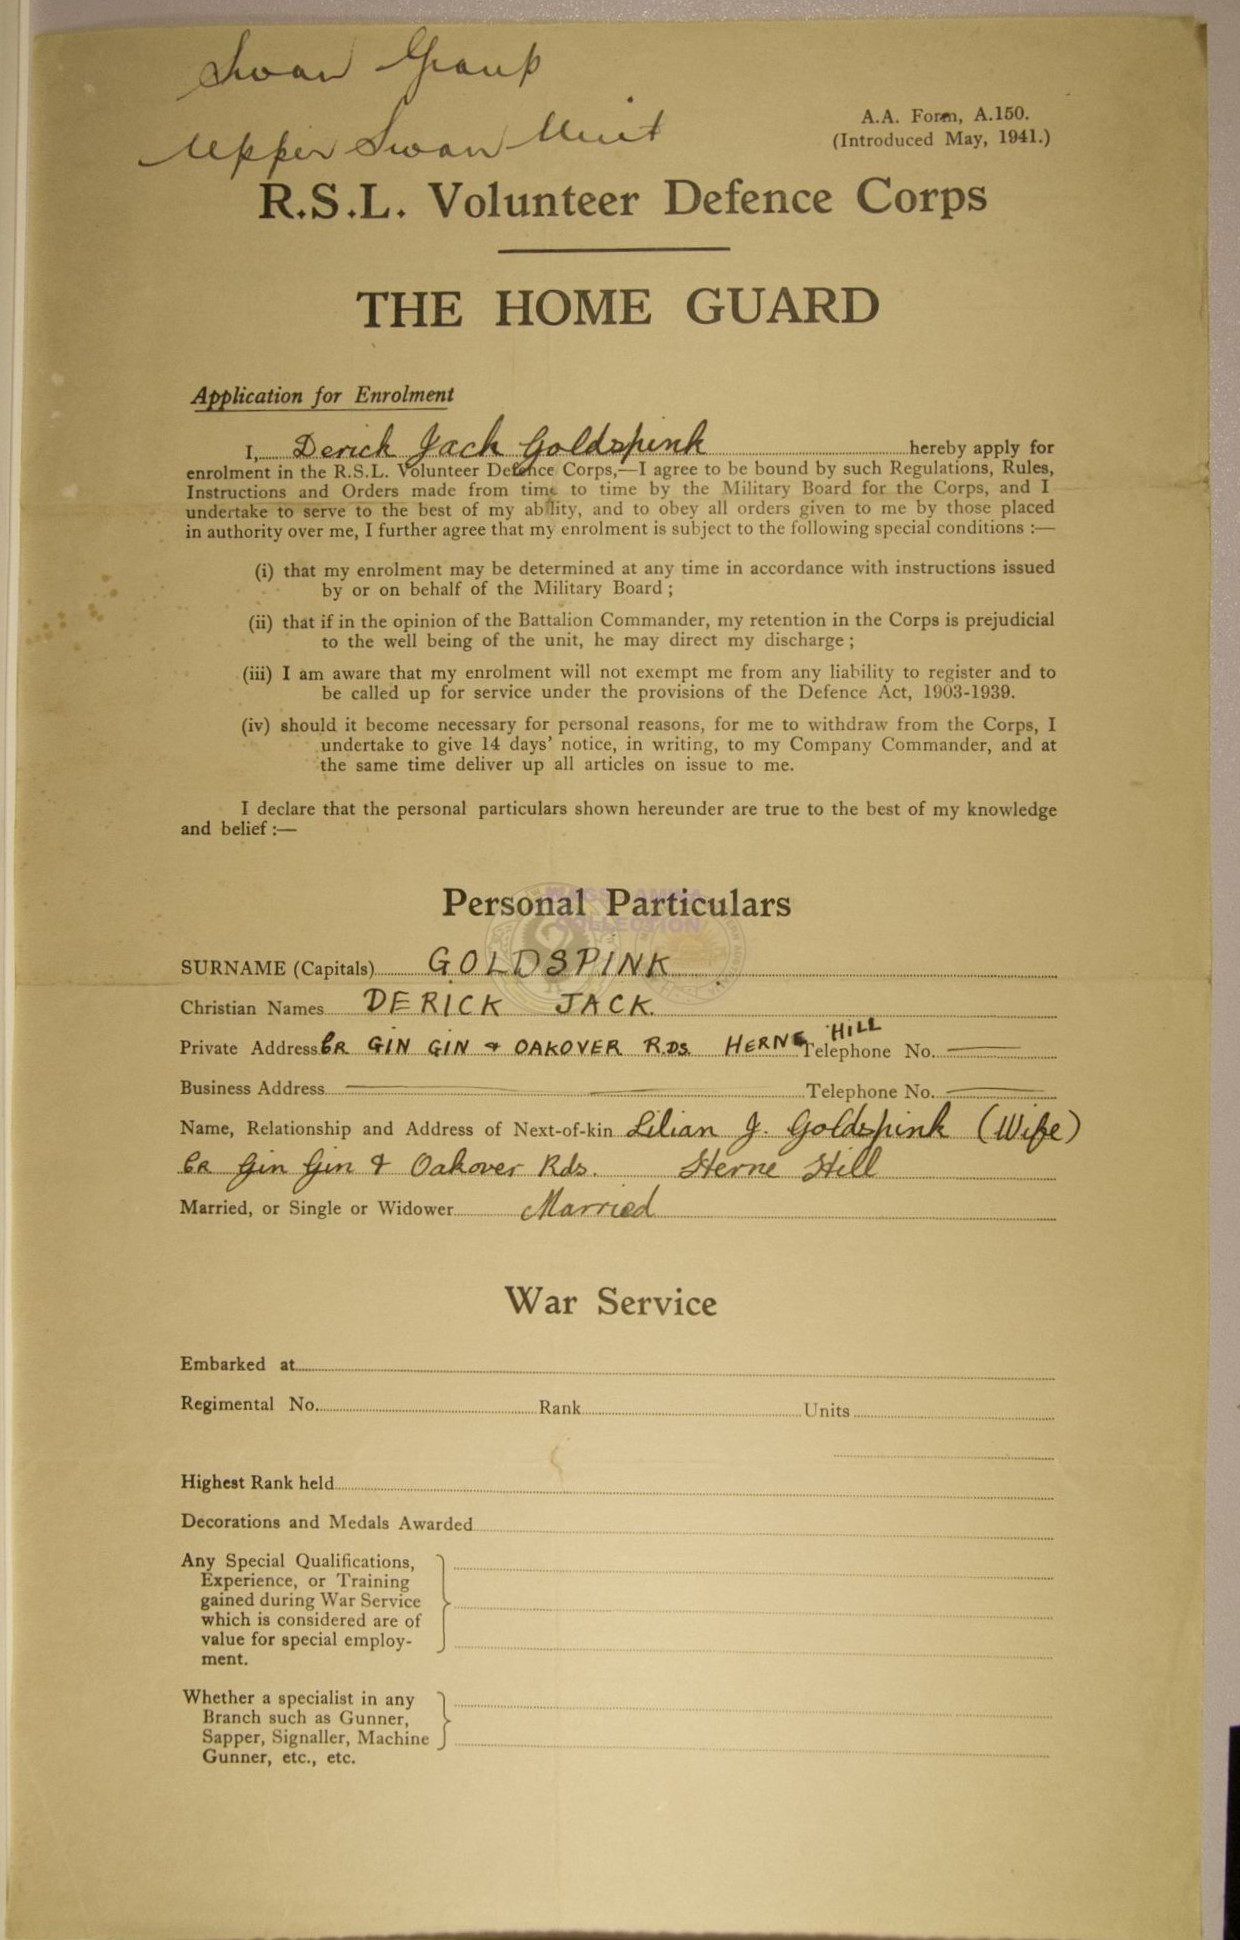 Swan Group
Upper Swan Unit
A.A. Form, A.150.
(Introduced May, 1941.)
R.S.L. Volunteer Defence Corps
THE HOME GUARD
Application for Enrolment
I, Derick Jack Goldspink hereby apply for
enrolment in the R.S.L. Volunteer Defence Corps,—I agree to be bound by such Regulations, Rules,
Instructions and Orders made from time to time by the Military Board for the Corps, and I
undertake to serve to the best of my ability, and to obey all orders given to me by those placed
in authority over me, I further agree that my enrolment is subject to the following special conditions :—
(i) that my enrolment may be determined at any time in accordance with instructions issued
by or on behalf of the Military Board ;
(ii) that if in the opinion of the Battalion Commander, my retention in the Corps is prejudicial
to the well being of the unit, he may direct my discharge ;
(iii) I am aware that my enrolment will not exempt me from any liability to register and to
be called up for service under the provisions of the Defence Act, 1903-1939.
(iv) should it become necessary for personal reasons, for me to withdraw from the Corps, I
undertake to give 14 days' notice, in writing, to my Company Commander, and at
the same time deliver up all articles on issue to me.
I declare that the personal particulars shown hereunder are true to the best of my knowledge
and belief :—
COLLECTION
Personal Particulars
SURNAME (Capitals) GOLDSPINK
Christian Names DERICK JACK.
Private Address CR GIN GIN & OAKOVER RDS. HERNE HILL Telephone No. —
Business Address — Telephone No. —
Name, Relationship and Address of Next-of-kin Lilian J. Goldspink (Wife)
CR Gin Gin & Oakover Rds. Herne Hill
Married, or Single or Widower Married
War Service
Embarked at
Regimental No. Rank Units
Highest Rank held
Decorations and Medals Awarded
Any Special Qualifications,
Experience, or Training
gained during War Service
which is considered are of
value for special employ-
ment.
Whether a specialist in any
Branch such as Gunner,
Sapper, Signaller, Machine
Gunner, etc., etc.